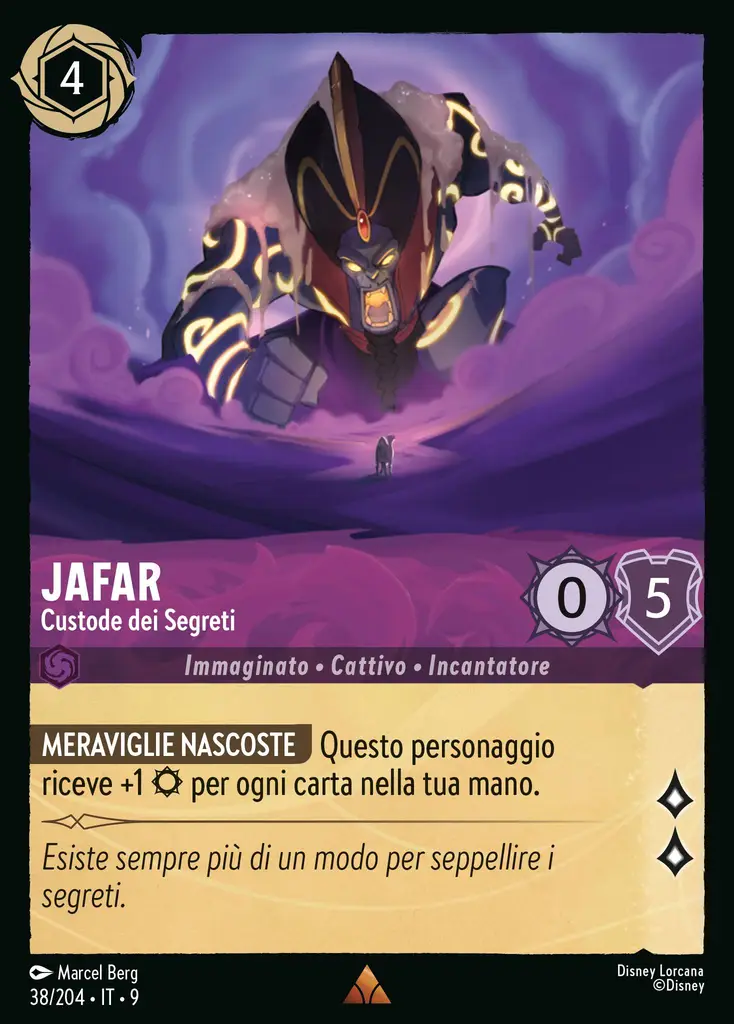 4
JAFAR
Custode dei Segreti
0
5
Immaginato • Cattivo • Incantatore
MERAVIGLIE NASCOSTE Questo personaggio
riceve +1 per ogni carta nella tua mano.
Esiste sempre più di un modo per seppellire i
segreti.
Marcel Berg
38/204 • IT • 9
Disney Lorcana
©Disney